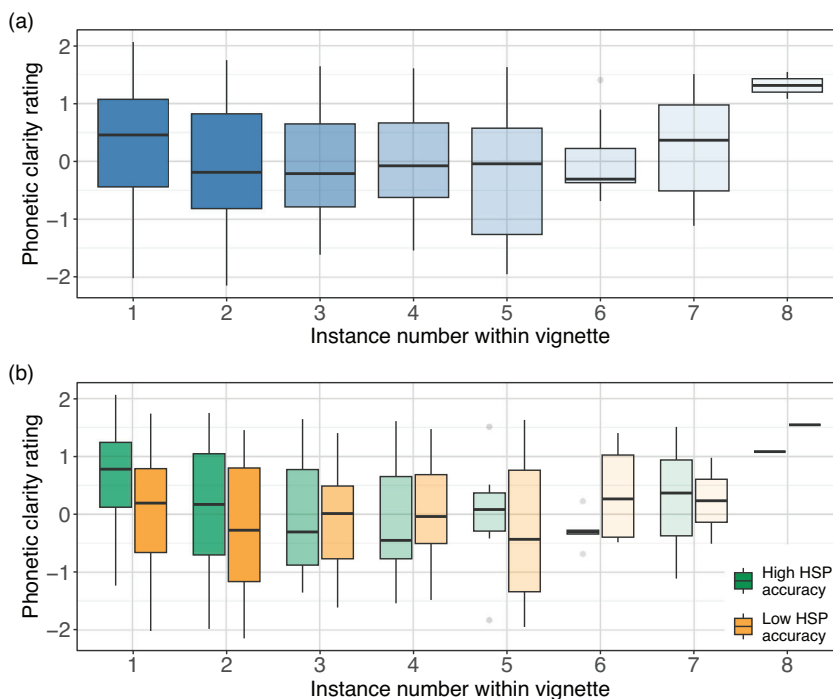 (a)
Phonetic clarity rating
2
1
0
−1
−2
1 2 3 4 5 6 7 8
Instance number within vignette
(b)
Phonetic clarity rating
2
1
0
−1
−2
High HSP
accuracy
Low HSP
accuracy
1 2 3 4 5 6 7 8
Instance number within vignette